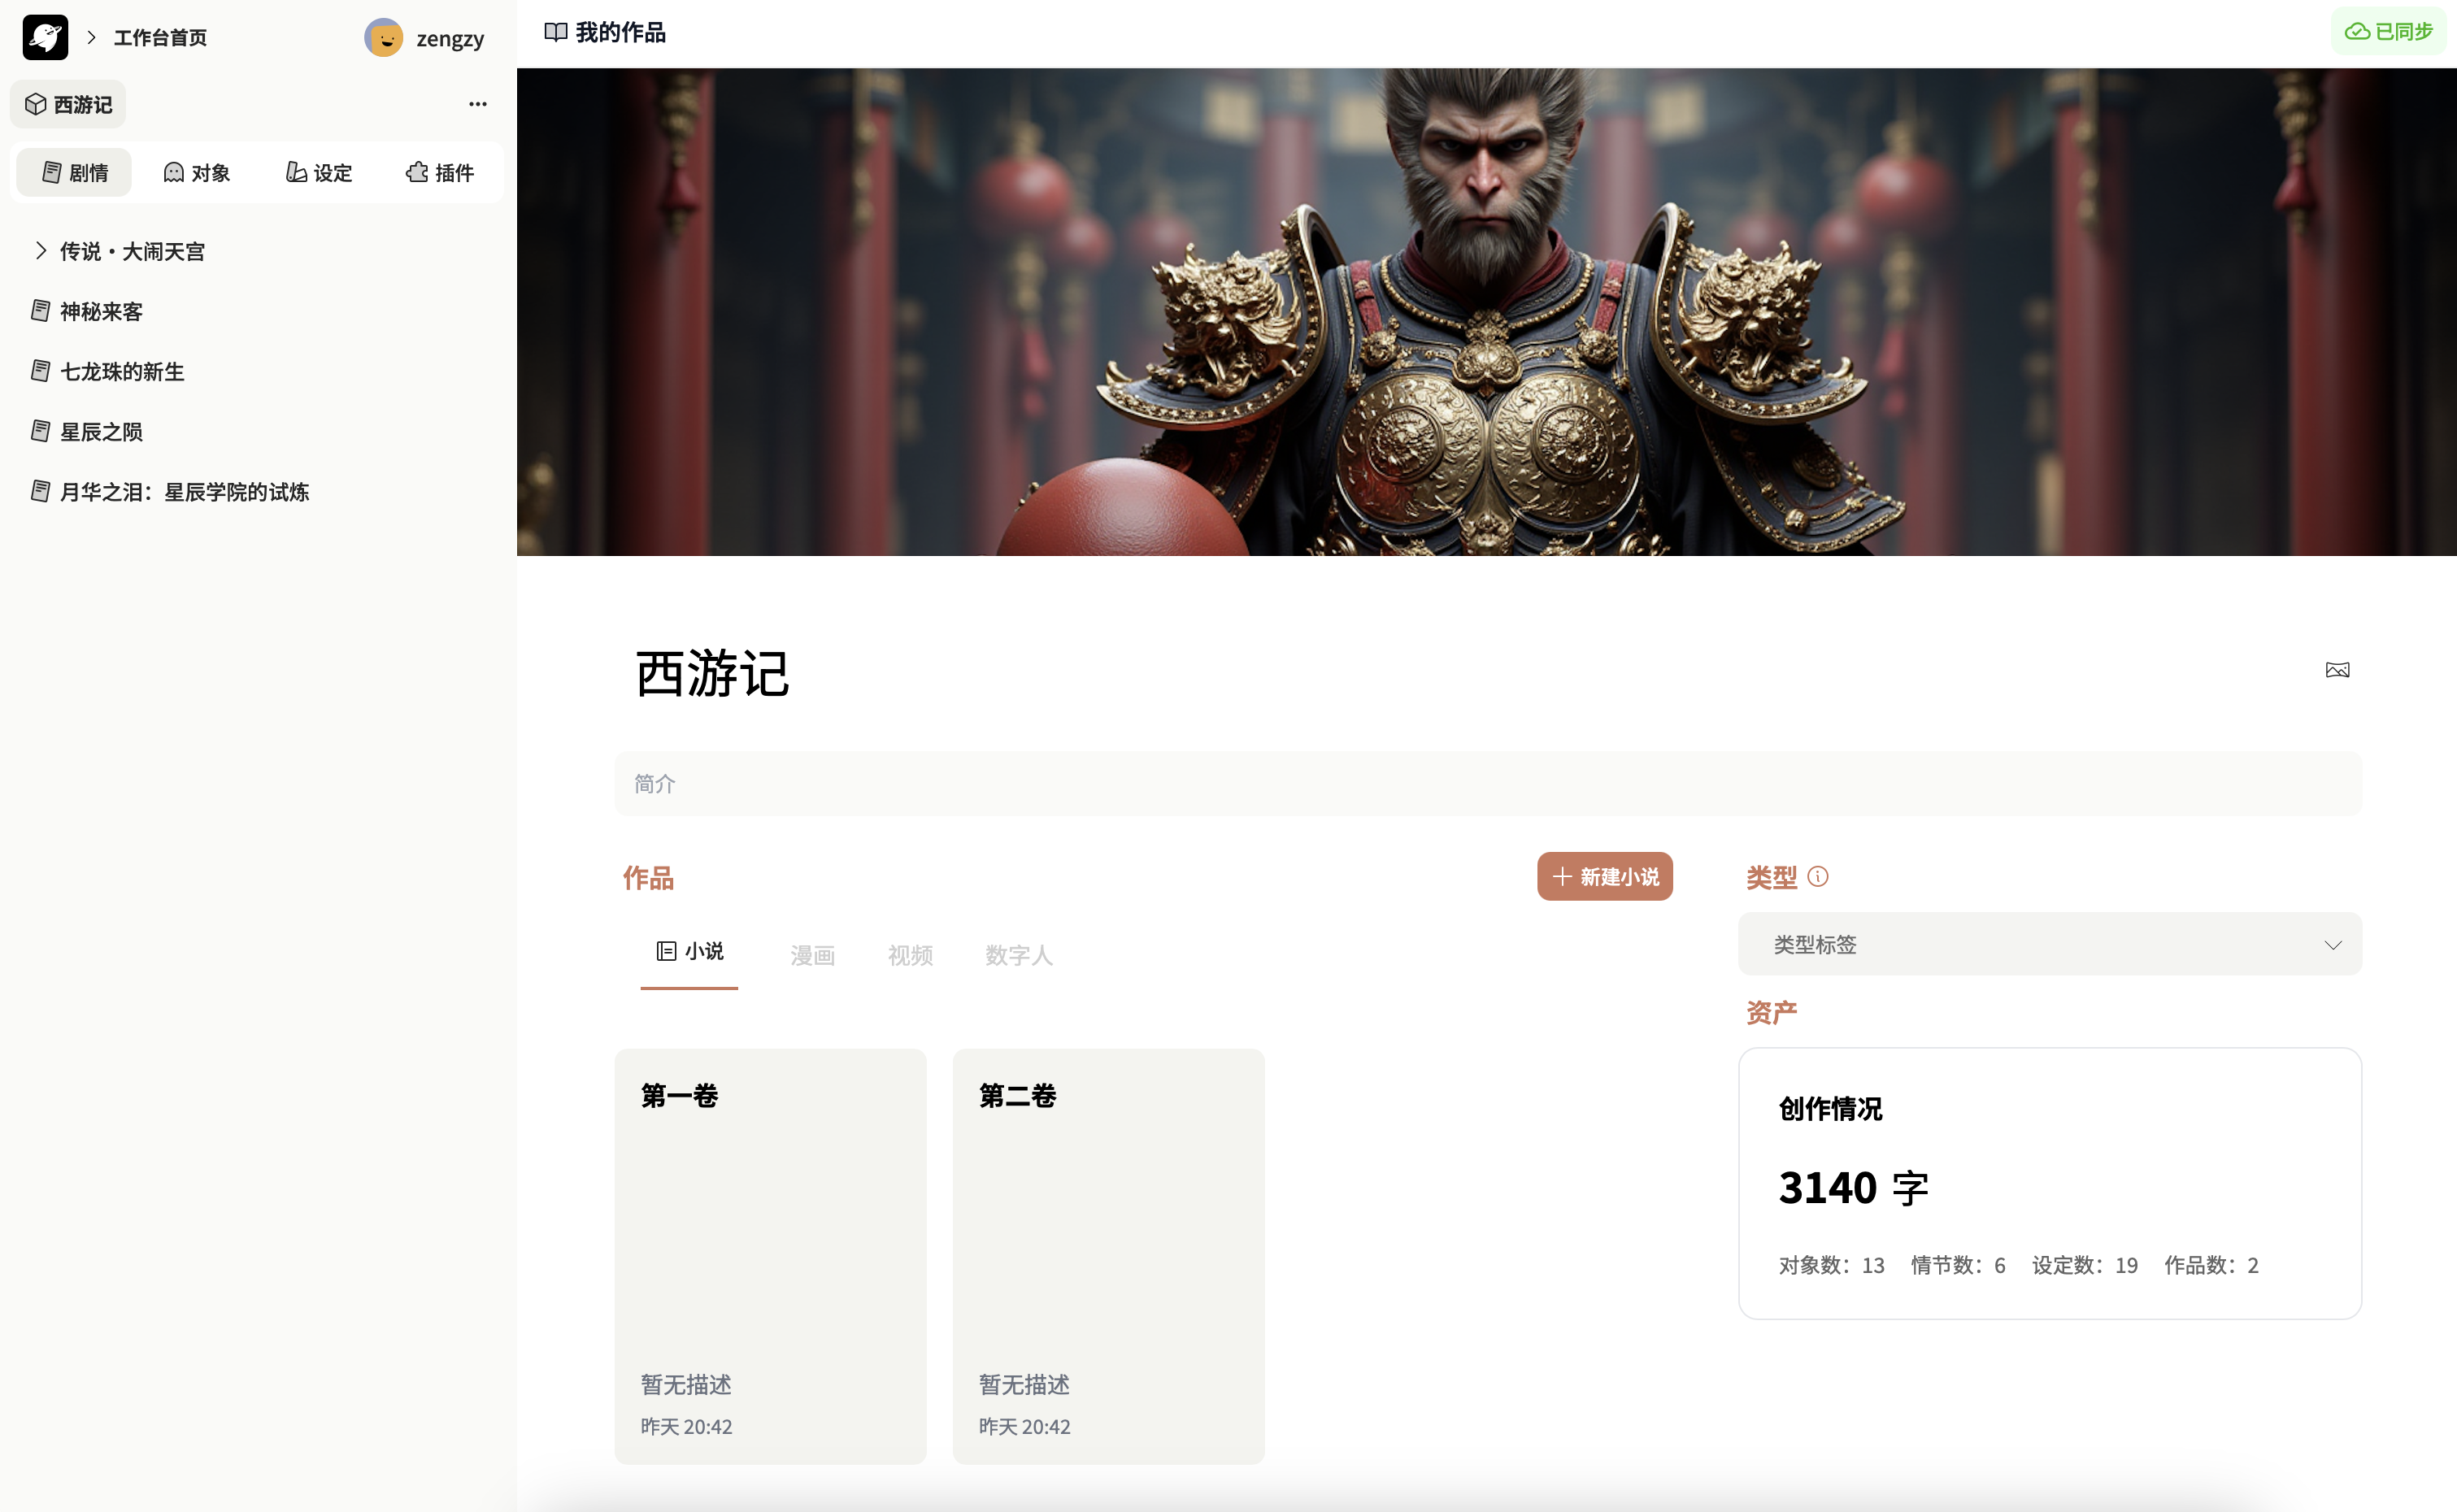 工作台首页
zengzy
西游记
剧情
对象
设定
插件
传说·大闹天宫
神秘来客
七龙珠的新生
星辰之陨
月华之泪：星辰学院的试炼
我的作品
已同步
西游记
简介
作品
新建小说
小说
漫画
视频
数字人
第一卷
暂无描述
昨天 20:42
第二卷
暂无描述
昨天 20:42
类型
类型标签
资产
创作情况
3140 字
对象数：13 情节数：6 设定数：19 作品数：2